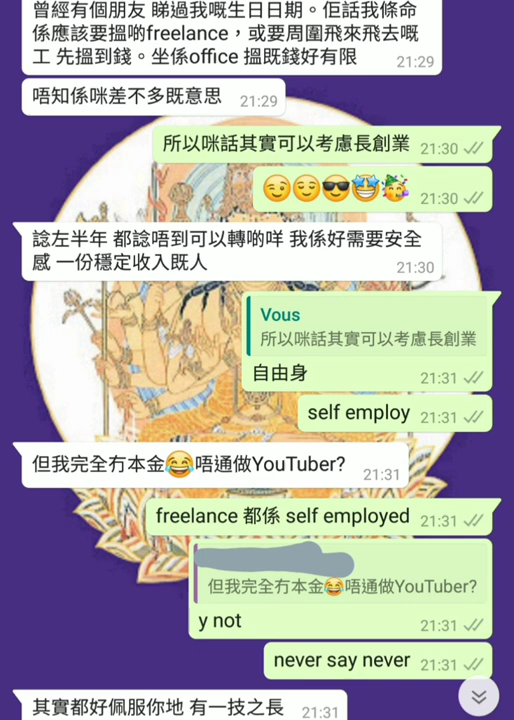 曾經有個朋友 睇過我嘅生日日期。佢話我條命
係應該要搵啲freelance，或要周圍飛來飛去嘅
工 先搵到錢。坐係office 搵既錢好有限
21:29
唔知係咪差不多既意思 21:29
所以咪話其實可以考慮長創業 21:30
😉😌😎🤩🥳 21:30
諗左半年 都諗唔到可以轉啲咩 我係好需要安全
感 一份穩定收入既人 21:30
Vous
所以咪話其實可以考慮長創業
自由身 21:31
self employ 21:31
但我完全冇本金😂唔通做YouTuber? 21:31
freelance 都係 self employed 21:31
但我完全冇本金😂唔通做YouTuber?
y not 21:31
never say never 21:31
其實都好佩服你地 有一技之長 21:31